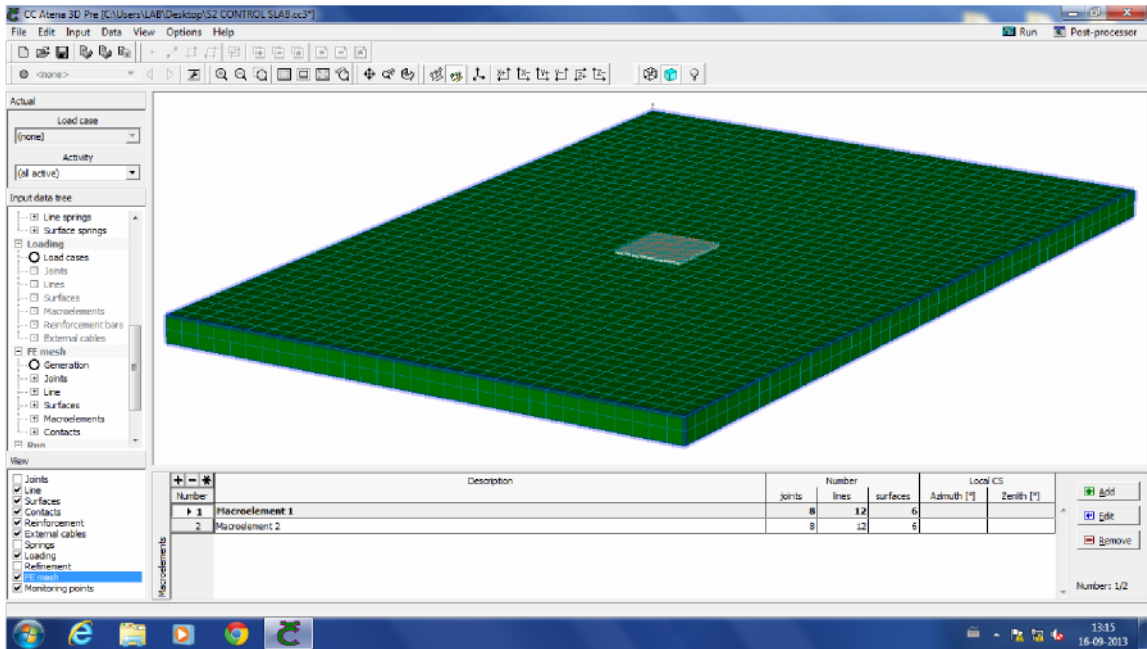 CC Atena 3D Pre [C:\Users\LAB\Desktop\S2 CONTROL SLAB.cc3*]
File Edit Input Data View Options Help
Run Post-processor
<none>
Actual
Load case
(none)
Activity
(all active)
Input data tree
Line springs
Surface springs
Loading
Load cases
Joints
Lines
Surfaces
Macroelements
Reinforcement bars
External cables
FE mesh
Generation
Joints
Line
Surfaces
Macroelements
Contacts
Run
View
Joints
Line
Surfaces
Contacts
Reinforcement
External cables
Springs
Loading
Refinement
FE mesh
Monitoring points
Macroelements
Number Description Number Local CS
joints lines surfaces Azimuth [°] Zenith [°]
1 Macroelement 1 8 12 6
2 Macroelement 2 8 12 6
Add
Edit
Remove
Number: 1/2
13:15
16-09-2013